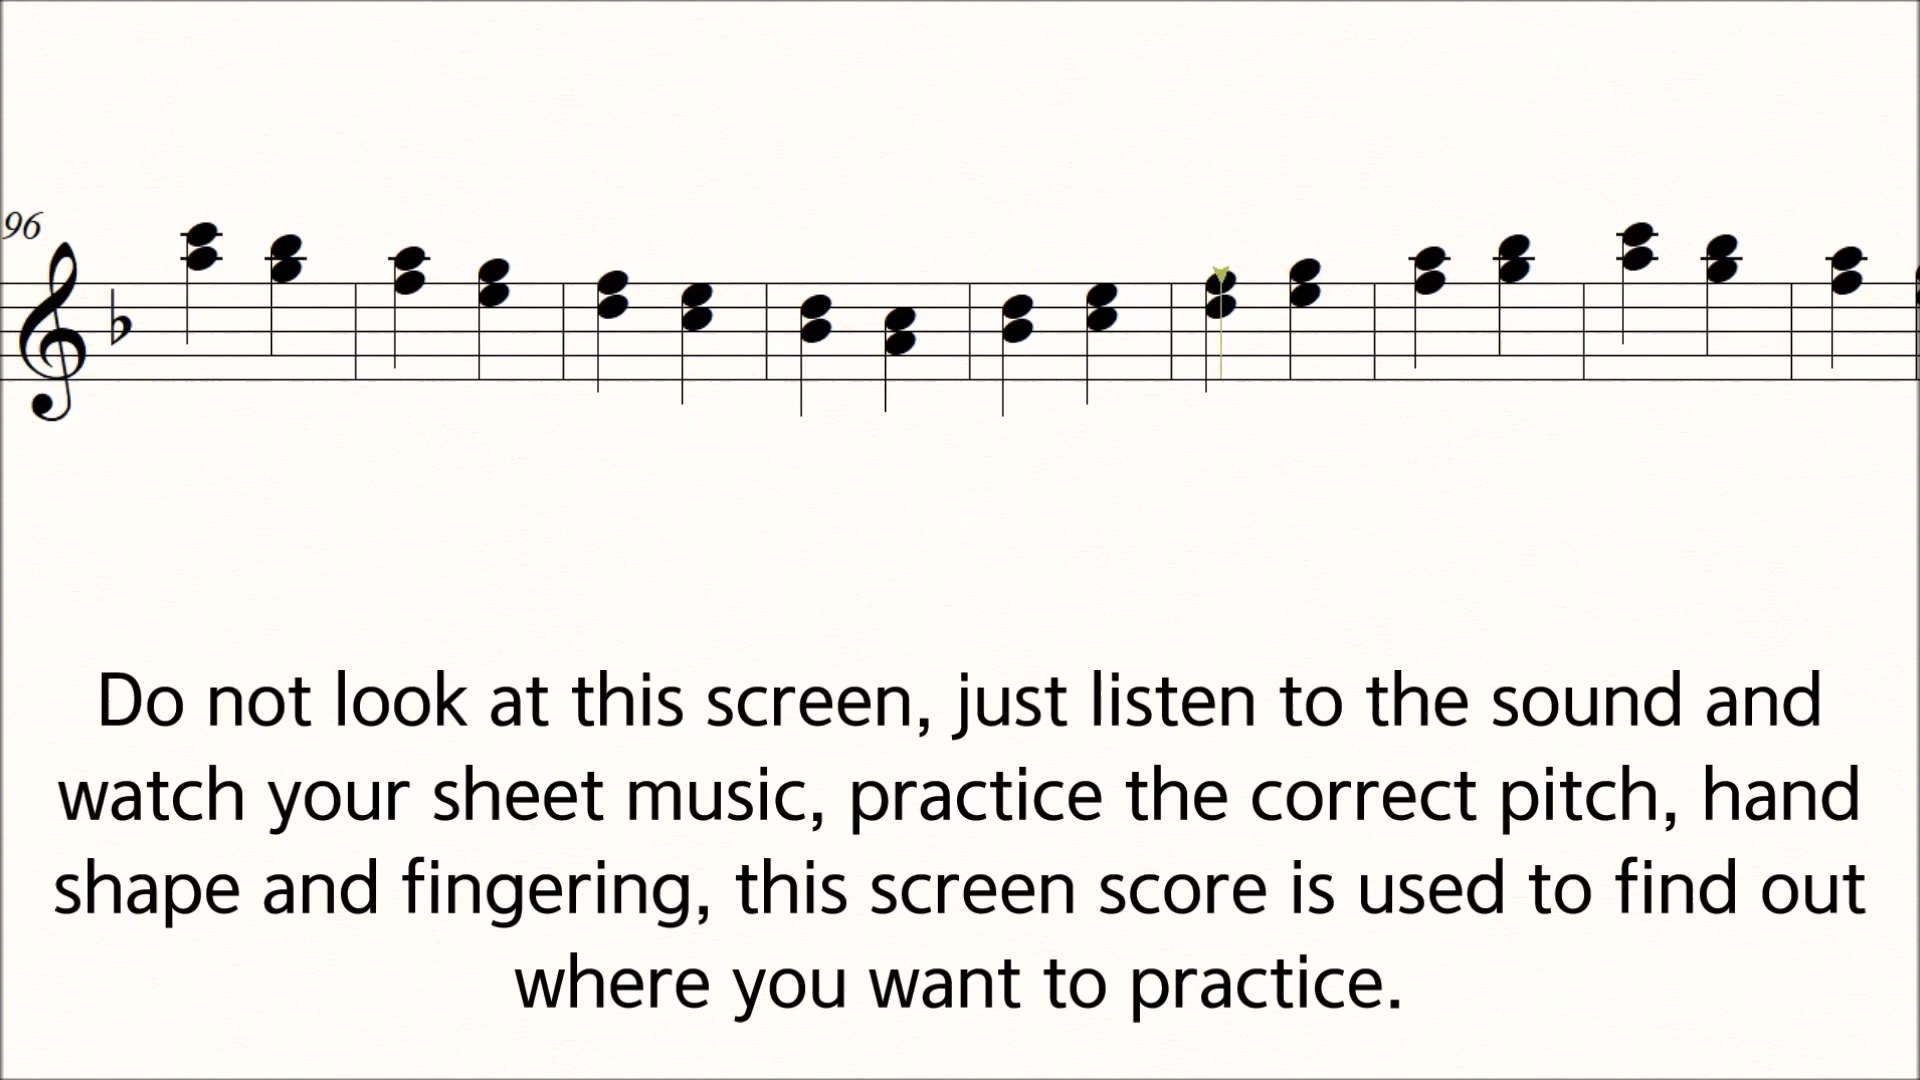 96
Do not look at this screen, just listen to the sound and
watch your sheet music, practice the correct pitch, hand
shape and fingering, this screen score is used to find out
where you want to practice.